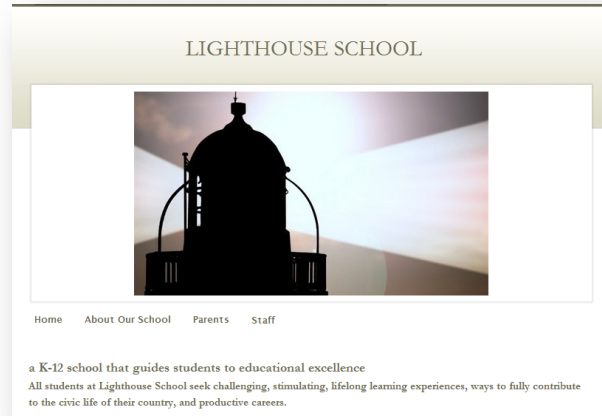 LIGHTHOUSE SCHOOL
Home About Our School Parents Staff
a K-12 school that guides students to educational excellence
All students at Lighthouse School seek challenging, stimulating, lifelong learning experiences, ways to fully contribute
to the civic life of their country, and productive careers.